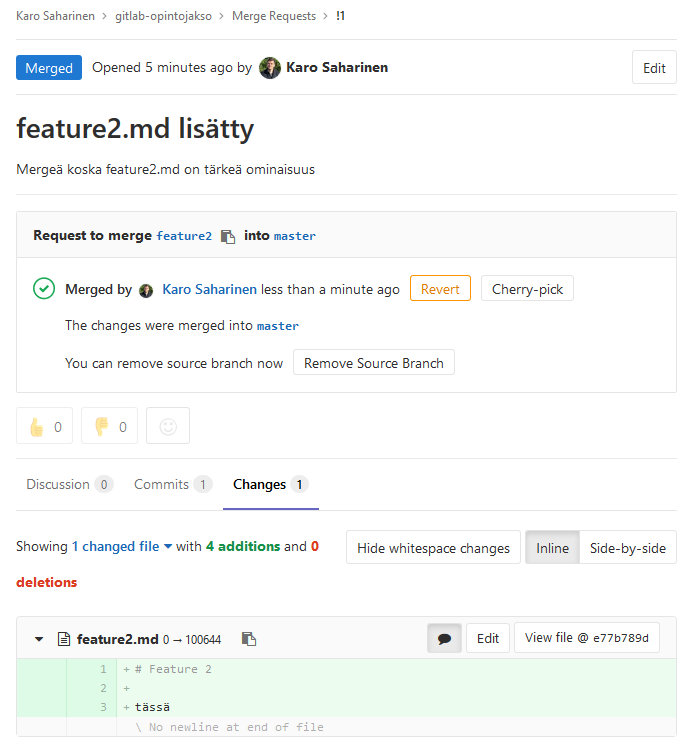 Karo Saharinen > gitlab-opintojakso > Merge Requests > !1
Merged Opened 5 minutes ago by Karo Saharinen Edit
feature2.md lisätty
Mergeä koska feature2.md on tärkeä ominaisuus
Request to merge feature2 into master
Merged by Karo Saharinen less than a minute ago Revert Cherry-pick
The changes were merged into master
You can remove source branch now Remove Source Branch
0 0
Discussion 0 Commits 1 Changes 1
Showing 1 changed file with 4 additions and 0 deletions Hide whitespace changes Inline Side-by-side
feature2.md 0 → 100644 Edit View file @ e77b789d
1 + # Feature 2
2 +
3 + tässä
\ No newline at end of file